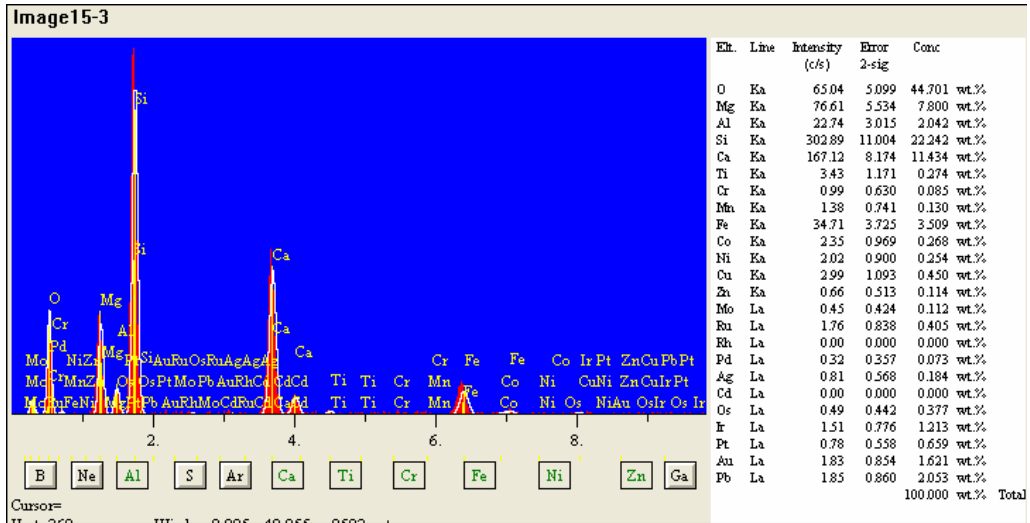 Image15-3
Elt. Line Intensity Error Conc
(c/s) 2-sig
O Ka 65.04 5.099 44.701 wt.%
Mg Ka 76.61 5.534 7.800 wt.%
Al Ka 22.74 3.015 2.042 wt.%
Si Ka 302.89 11.004 22.242 wt.%
Ca Ka 167.12 8.174 11.434 wt.%
Ti Ka 3.43 1.171 0.274 wt.%
Cr Ka 0.99 0.630 0.085 wt.%
Mn Ka 1.38 0.741 0.130 wt.%
Fe Ka 34.71 3.725 3.509 wt.%
Co Ka 2.35 0.969 0.268 wt.%
Ni Ka 2.02 0.900 0.254 wt.%
Cu Ka 2.99 1.093 0.450 wt.%
Zn Ka 0.66 0.513 0.114 wt.%
Mo La 0.45 0.424 0.112 wt.%
Ru La 1.76 0.838 0.405 wt.%
Rh La 0.00 0.000 0.000 wt.%
Pd La 0.32 0.357 0.073 wt.%
Ag La 0.81 0.568 0.184 wt.%
Cd La 0.00 0.000 0.000 wt.%
Os La 0.49 0.442 0.377 wt.%
Ir La 1.51 0.776 1.213 wt.%
Pt La 0.78 0.558 0.659 wt.%
Au La 1.83 0.854 1.621 wt.%
Pb La 1.85 0.860 2.053 wt.%
100.000 wt.% Total
Si
Si
Ca
O Mg
Cr Al Ca
Pd Mg Si Ca
Cr Fe Fe Co Ir Pt ZnCu Pb Pt
Ti Ti Cr Mn Co Ni CuNi Zn CuIr Pt
Fe
Ti Ti Cr Mn Co Ni Os NiAu OsIr Os Ir
2. 4. 6. 8.
B Ne Al S Ar Ca Ti Cr Fe Ni Zn Ga
Cursor=